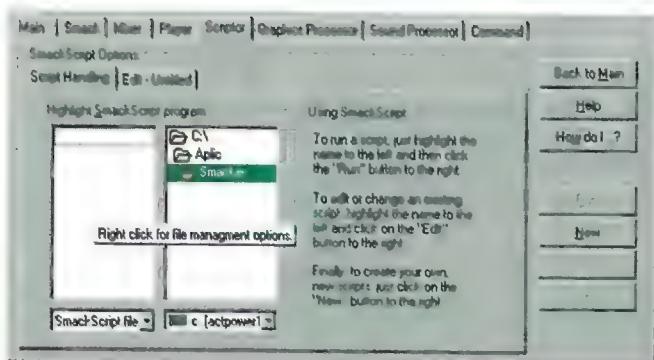 Main Smack Mixer Player Scriptor Graphics Processor Sound Processor Command
SmackScript Options
Script Handling Edit - Untitled
Highlight SmackScript program
C:\
Aplic
Right click for file managment options.
SmackScript file
c: [actpower]
Using SmackScript
To run a script, just highlight the
name to the left and then click
the "Run" button to the right
To edit or change an existing
script, highlight the name to the
left and click on the "Edit"
button to the right
Finally, to create your own,
new scripts, just click on the
"New" button to the right
Back to Main
Help
How do I ..?
New